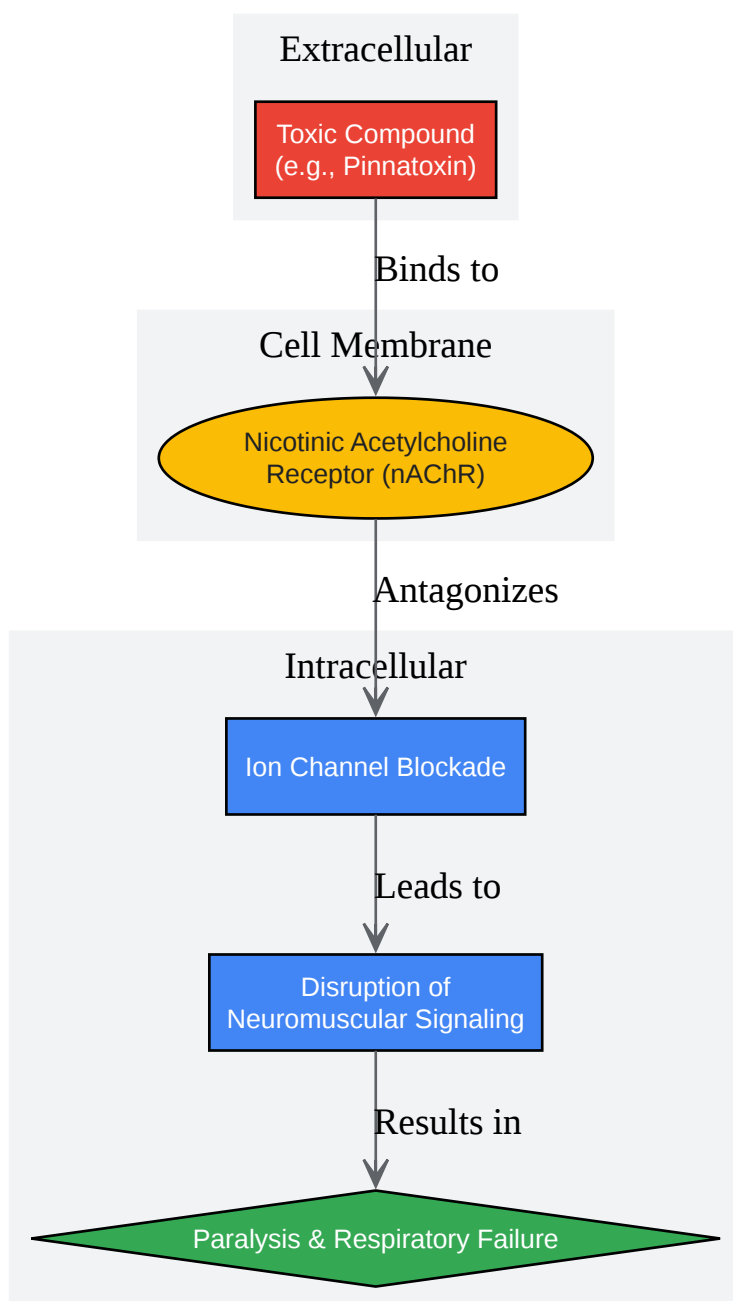 Extracellular
Toxic Compound
(e.g., Pinnatoxin)
Binds to
Cell Membrane
Nicotinic Acetylcholine
Receptor (nAChR)
Antagonizes
Intracellular
Ion Channel Blockade
Leads to
Disruption of
Neuromuscular Signaling
Results in
Paralysis & Respiratory Failure